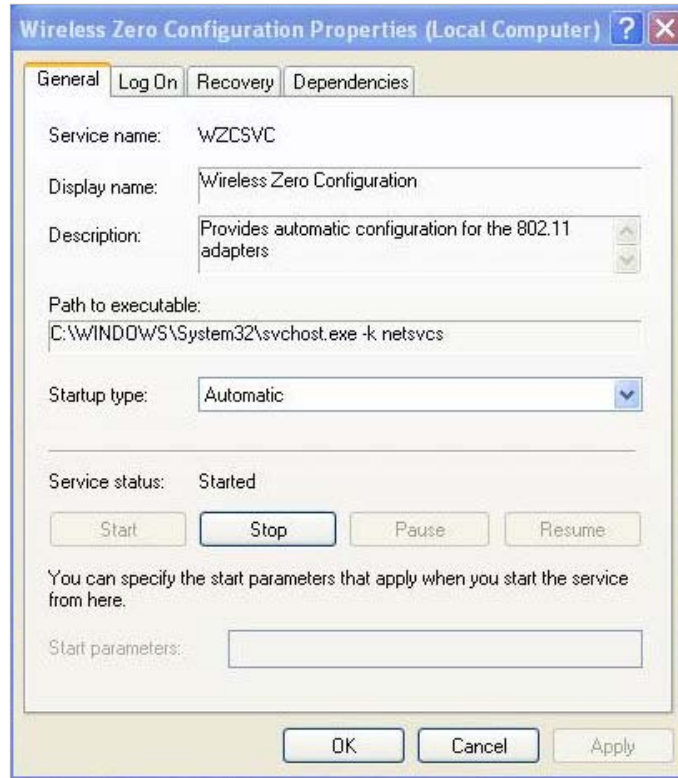 Wireless Zero Configuration Properties (Local Computer)
General Log On Recovery Dependencies
Service name: WZCSVC
Display name: Wireless Zero Configuration
Description: Provides automatic configuration for the 802.11
adapters
Path to executable:
C:\WINDOWS\System32\svchost.exe -k netsvcs
Startup type: Automatic
Service status: Started
Start Stop Pause Resume
You can specify the start parameters that apply when you start the service
from here.
Start parameters:
OK Cancel Apply